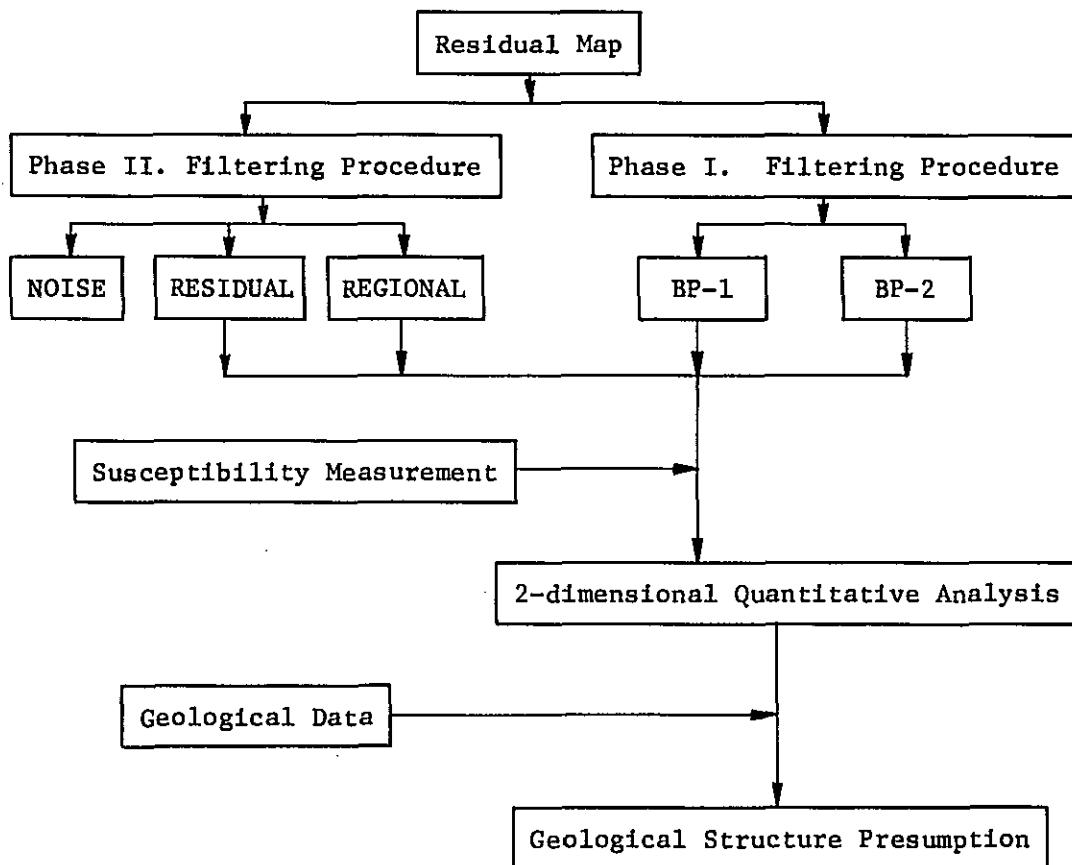 Residual Map
Phase II. Filtering Procedure
Phase I. Filtering Procedure
NOISE
RESIDUAL
REGIONAL
BP-1
BP-2
Susceptibility Measurement
2-dimensional Quantitative Analysis
Geological Data
Geological Structure Presumption